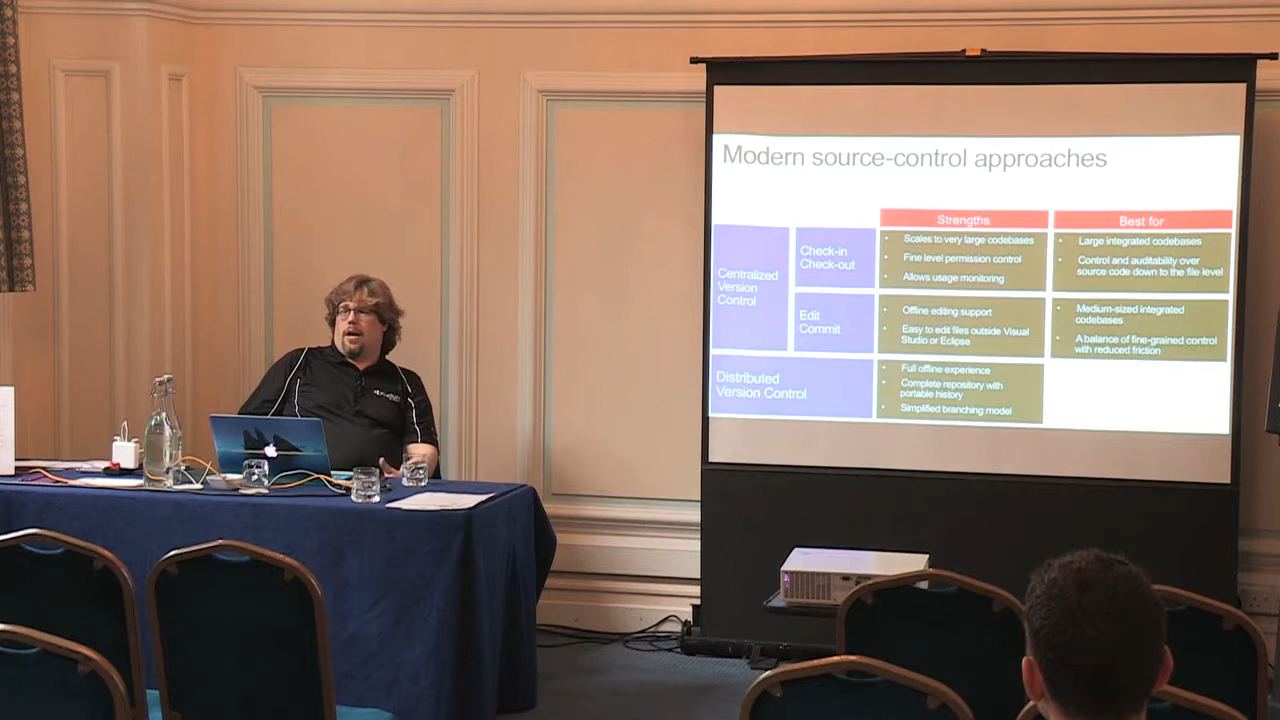 Modern source-control approaches
Strengths
Best for
Centralized
Version
Control
Check-in
Check-out
• Scales to very large codebases
• Fine level permission control
• Allows usage monitoring
• Large integrated codebases
• Control and auditability over
source code down to the file level
Edit
Commit
• Offline editing support
• Easy to edit files outside Visual
Studio or Eclipse
• Medium-sized integrated
codebases
• A balance of fine-grained control
with reduced friction
Distributed
Version Control
• Full offline experience
• Complete repository with
portable history
• Simplified branching model